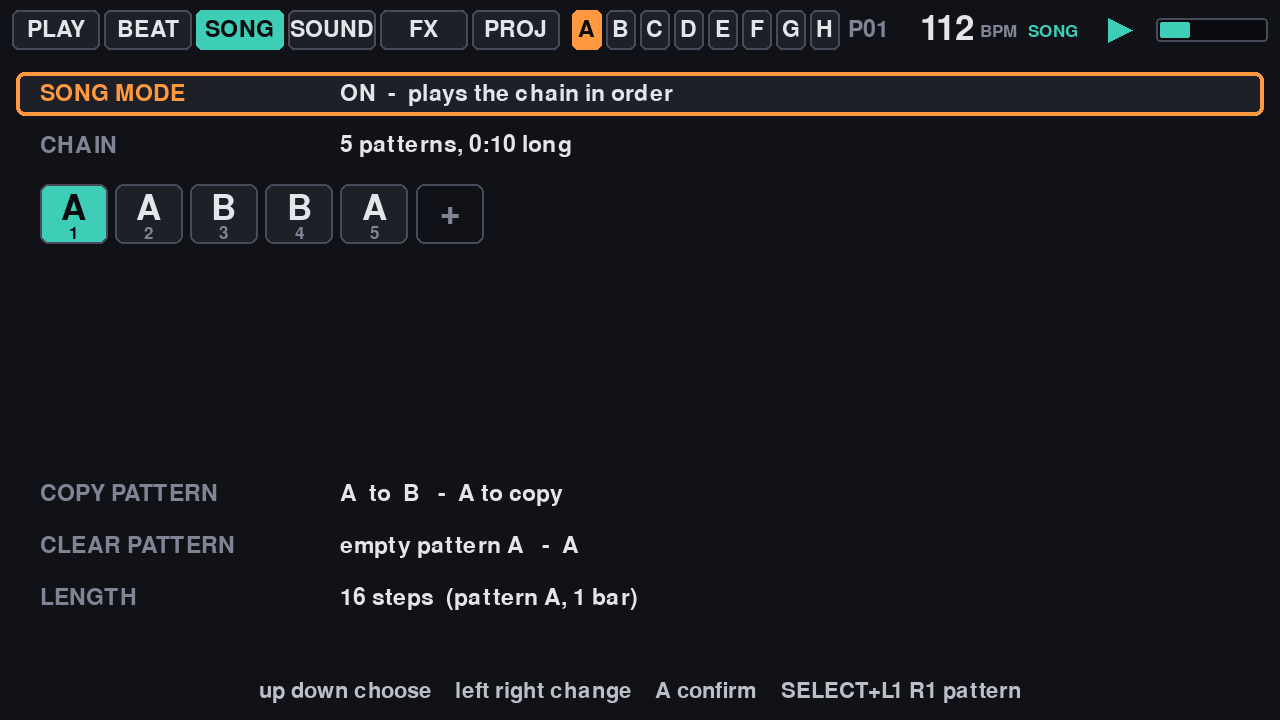 PLAY BEAT SONG SOUND FX PROJ A B C D E F G H P01 112 BPM SONG
SONG MODE ON - plays the chain in order
CHAIN 5 patterns, 0:10 long
A A B B A +
1 2 3 4 5
COPY PATTERN A to B - A to copy
CLEAR PATTERN empty pattern A - A
LENGTH 16 steps (pattern A, 1 bar)
up down choose left right change A confirm SELECT+L1 R1 pattern